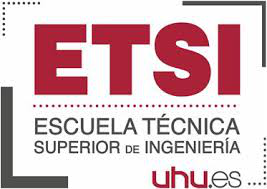 ETSI
ESCUELA TÉCNICA
SUPERIOR DE INGENIERÍA
uhu.es